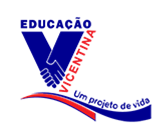 EDUCAÇÃO
VICENTINA
Um projeto de vida